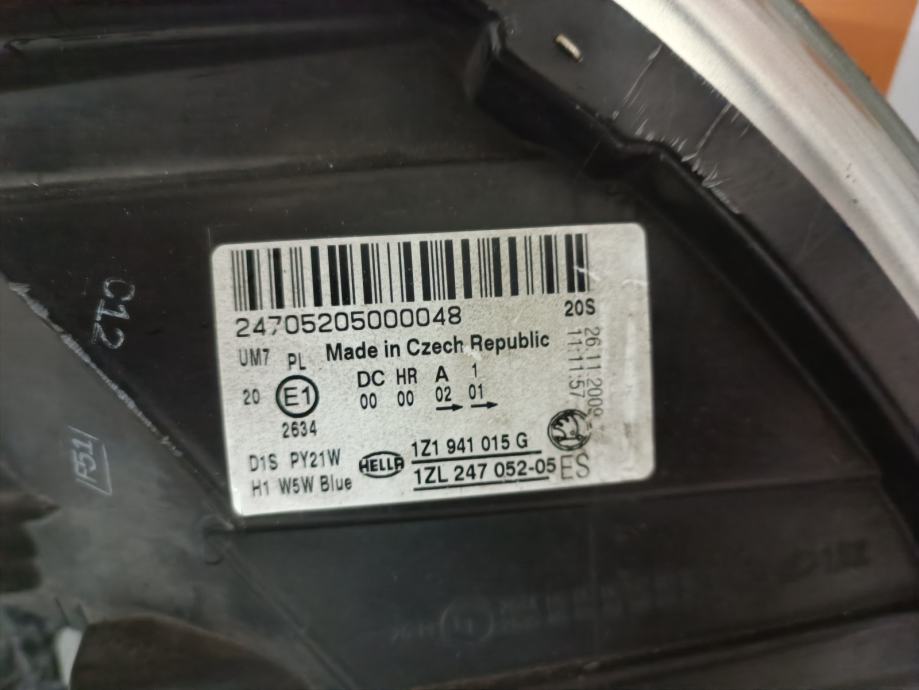 24705205000048
20S
26.11.2009
11:11:57
UM7 PL Made in Czech Republic
DC HR A 1
20 E1 00 00 02 01
2634
D1S PY21W HELLA 1Z1 941 015 G
H1 W5W Blue 1ZL 247 052-05 ES
C12
F51